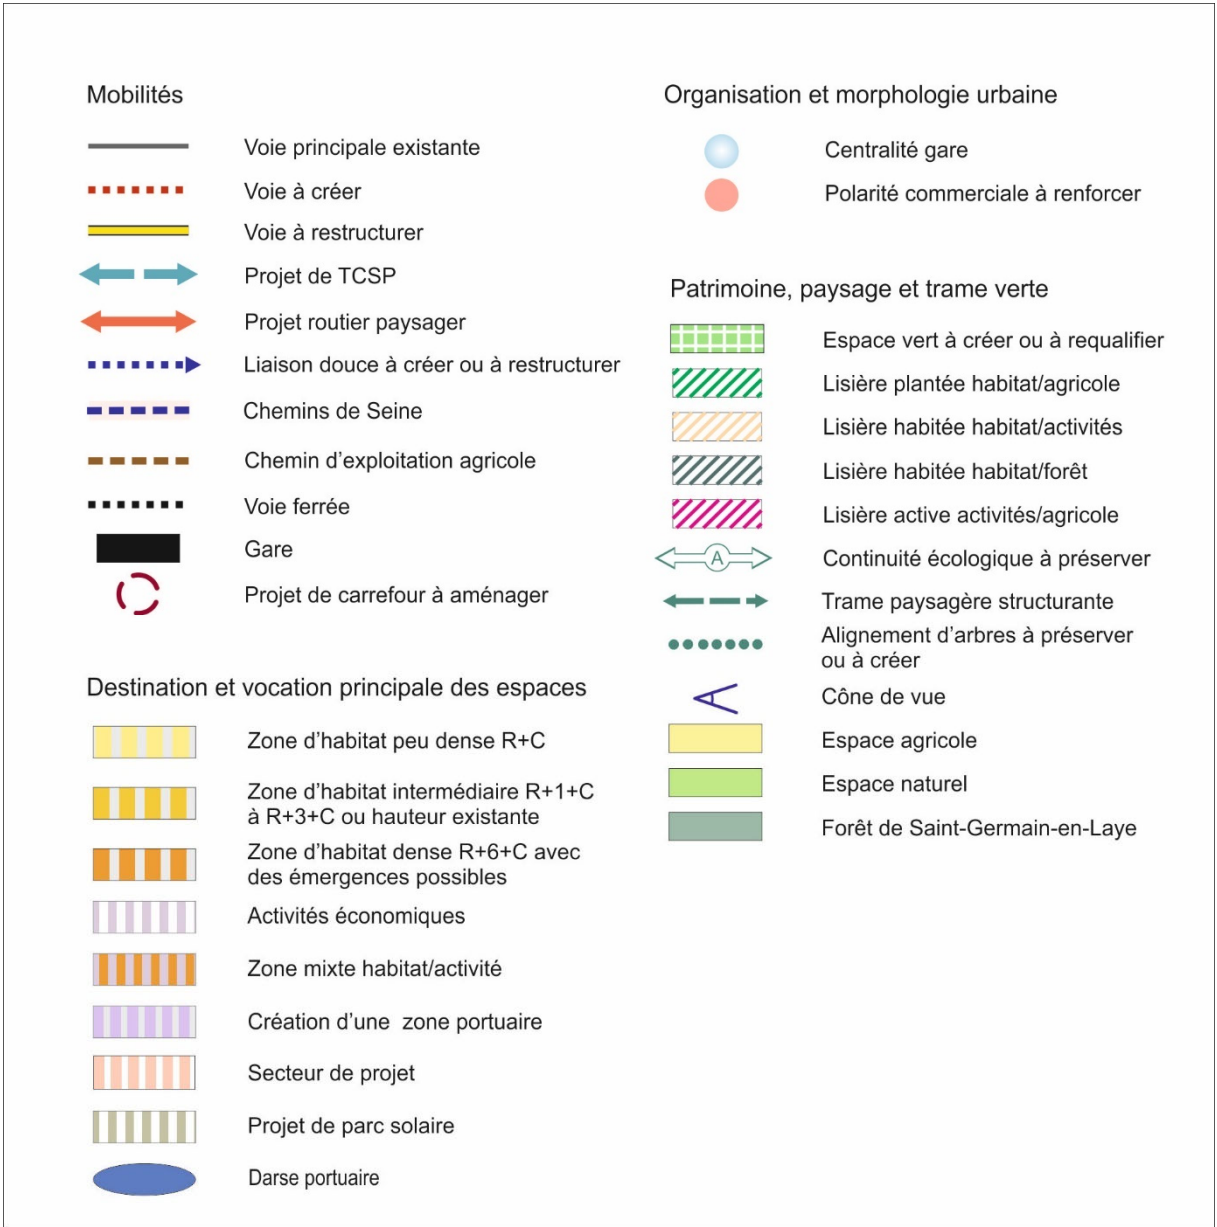 Mobilités
Voie principale existante
Voie à créer
Voie à restructurer
Projet de TCSP
Projet routier paysager
Liaison douce à créer ou à restructurer
Chemins de Seine
Chemin d'exploitation agricole
Voie ferrée
Gare
Projet de carrefour à aménager
Destination et vocation principale des espaces
Zone d'habitat peu dense R+C
Zone d'habitat intermédiaire R+1+C
à R+3+C ou hauteur existante
Zone d'habitat dense R+6+C avec
des émergences possibles
Activités économiques
Zone mixte habitat/activité
Création d'une zone portuaire
Secteur de projet
Projet de parc solaire
Darse portuaire
Organisation et morphologie urbaine
Centralité gare
Polarité commerciale à renforcer
Patrimoine, paysage et trame verte
Espace vert à créer ou à requalifier
Lisière plantée habitat/agricole
Lisière habitée habitat/activités
Lisière habitée habitat/forêt
Lisière active activités/agricole
A
Continuité écologique à préserver
Trame paysagère structurante
Alignement d'arbres à préserver
ou à créer
Cône de vue
Espace agricole
Espace naturel
Forêt de Saint-Germain-en-Laye